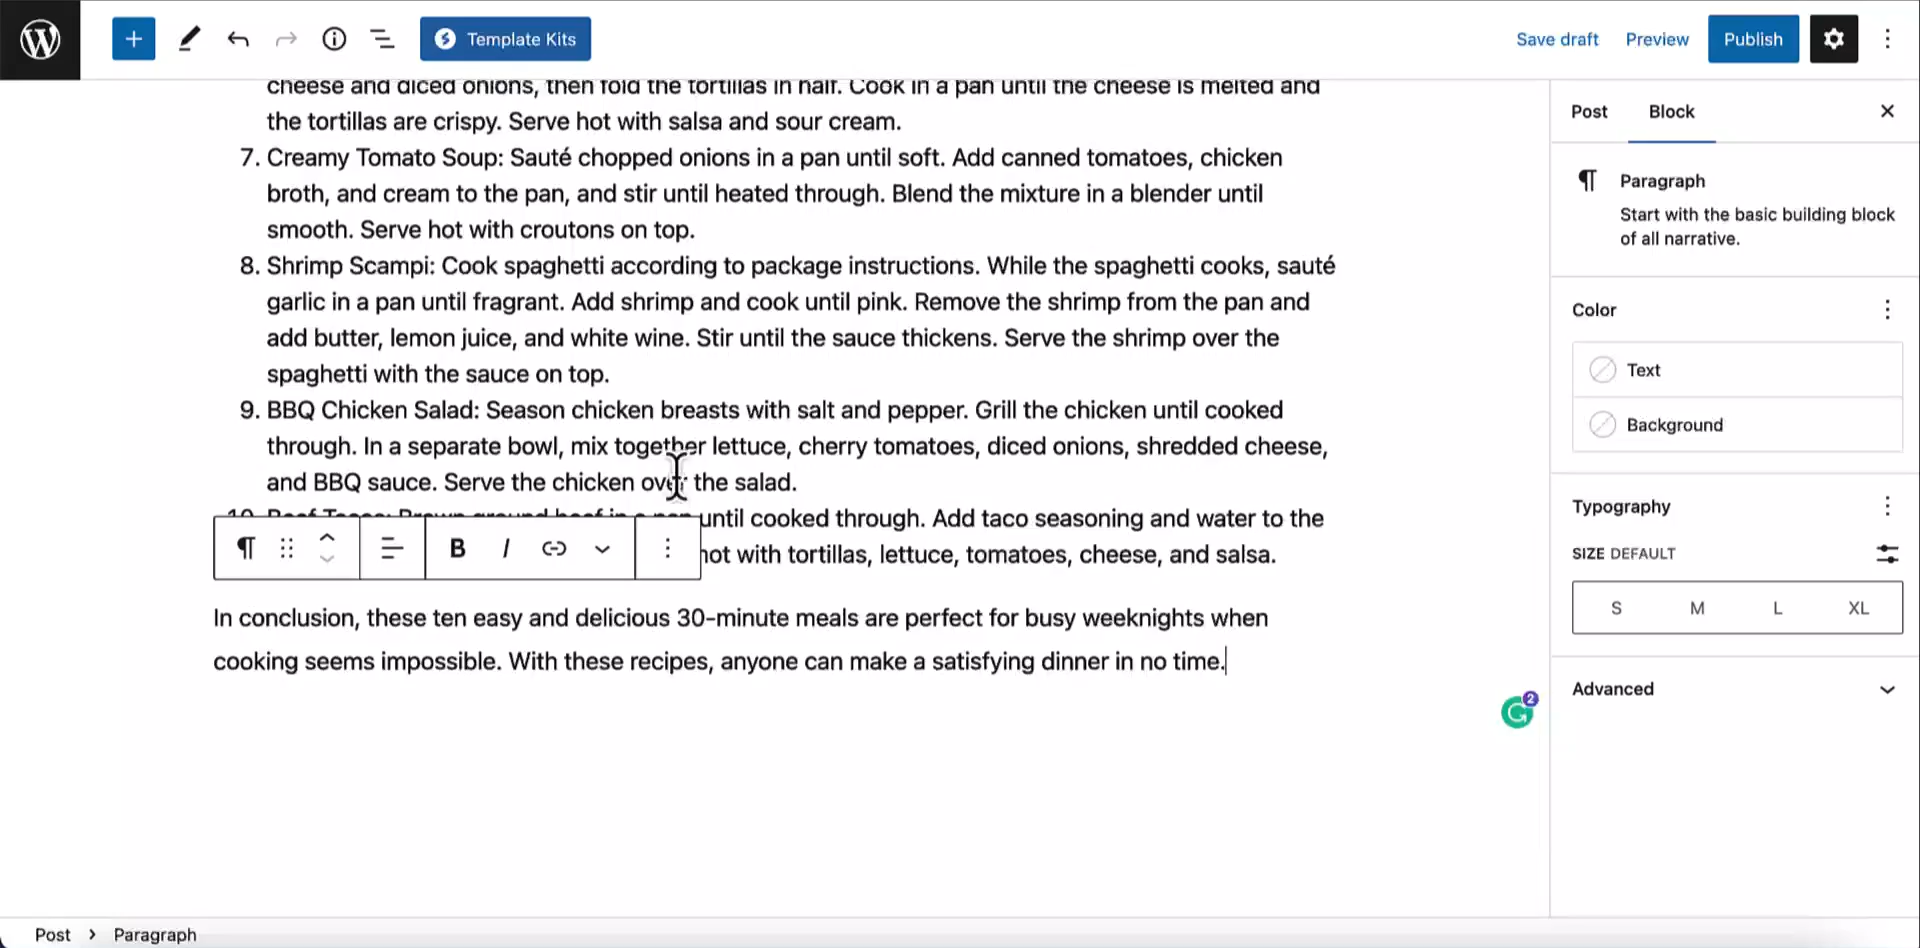 Template Kits
Save draft
Preview
Publish
cheese and diced onions, then fold the tortillas in half. Cook in a pan until the cheese is melted and
the tortillas are crispy. Serve hot with salsa and sour cream.
7. Creamy Tomato Soup: Sauté chopped onions in a pan until soft. Add canned tomatoes, chicken
broth, and cream to the pan, and stir until heated through. Blend the mixture in a blender until
smooth. Serve hot with croutons on top.
8. Shrimp Scampi: Cook spaghetti according to package instructions. While the spaghetti cooks, sauté
garlic in a pan until fragrant. Add shrimp and cook until pink. Remove the shrimp from the pan and
add butter, lemon juice, and white wine. Stir until the sauce thickens. Serve the shrimp over the
spaghetti with the sauce on top.
9. BBQ Chicken Salad: Season chicken breasts with salt and pepper. Grill the chicken until cooked
through. In a separate bowl, mix together lettuce, cherry tomatoes, diced onions, shredded cheese,
and BBQ sauce. Serve the chicken over the salad.
10. Beef Tacos: Brown ground beef in a pan until cooked through. Add taco seasoning and water to the
hot with tortillas, lettuce, tomatoes, cheese, and salsa.
B I
In conclusion, these ten easy and delicious 30-minute meals are perfect for busy weeknights when
cooking seems impossible. With these recipes, anyone can make a satisfying dinner in no time.
2
Post
Block
Paragraph
Start with the basic building block
of all narrative.
Color
Text
Background
Typography
SIZE DEFAULT
S M L XL
Advanced
Post > Paragraph